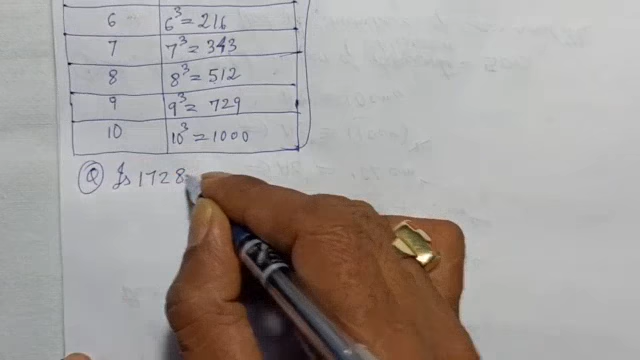 6 6³ = 216
7 7³ = 343
8 8³ = 512
9 9³ = 729
10 10³ = 1000
Q Is 1728